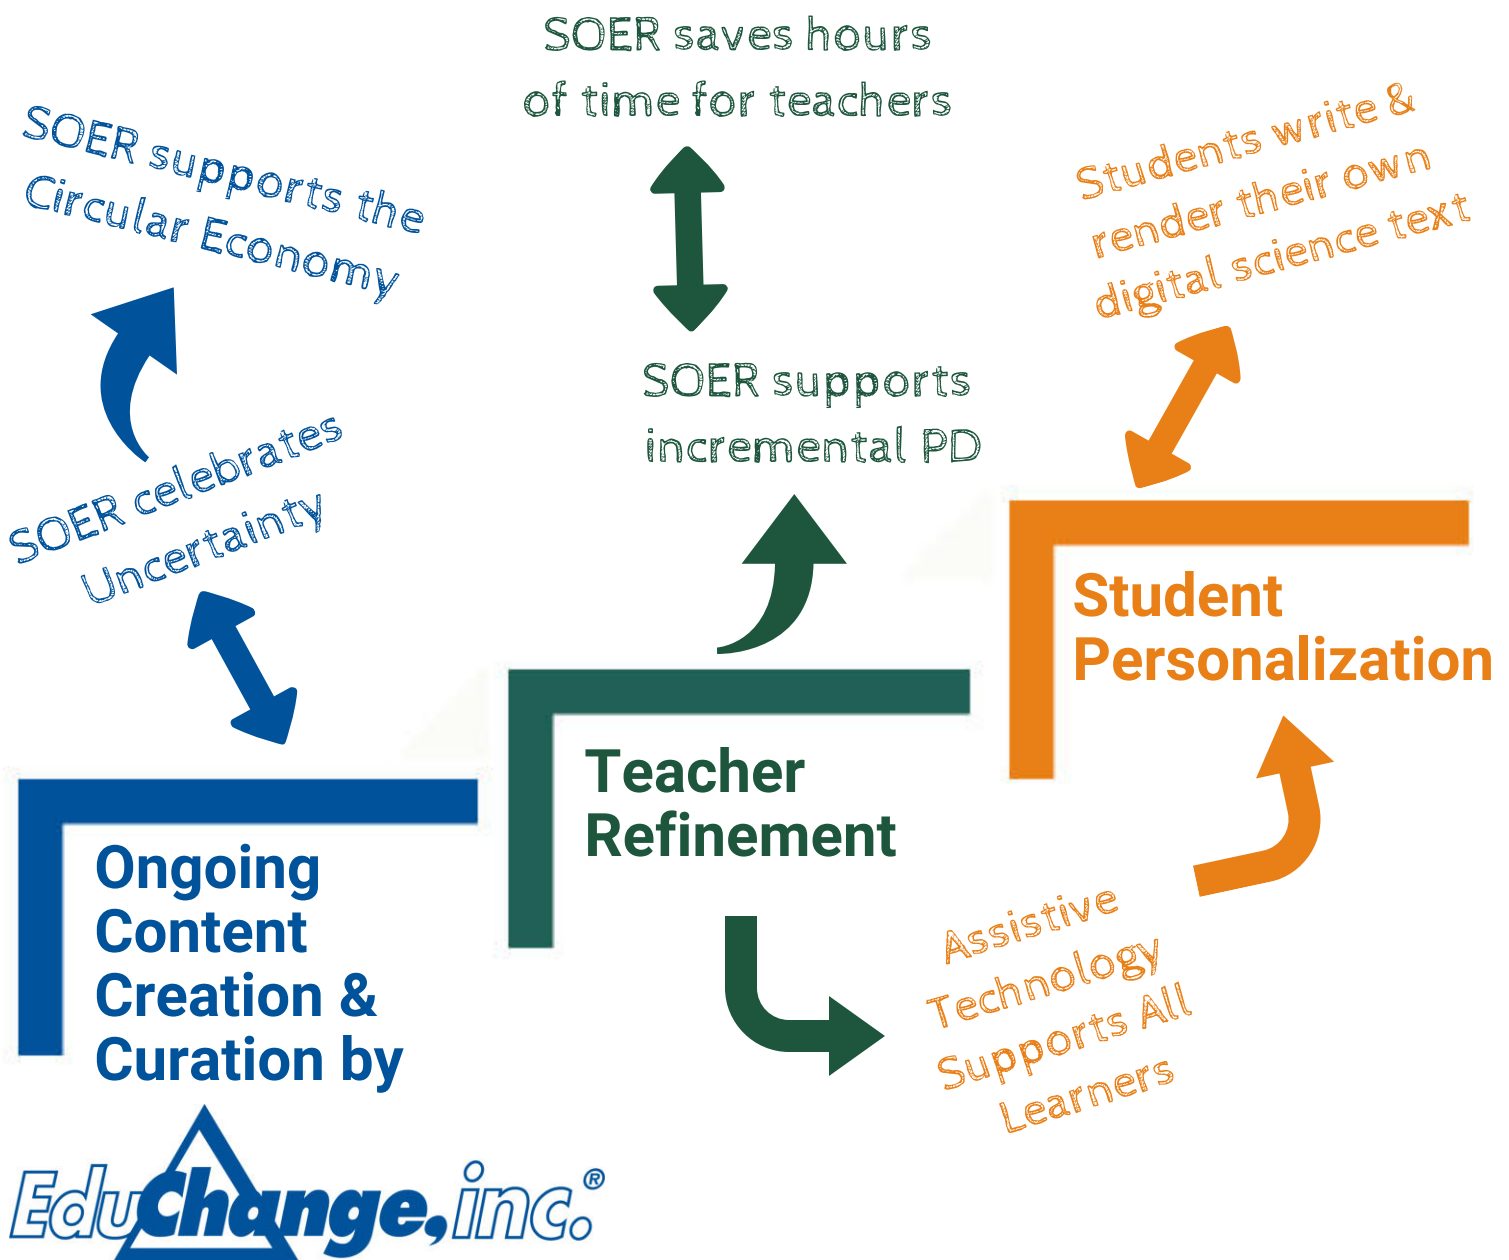 SOER saves hours
of time for teachers
SOER supports the
Circular Economy
Students write &
render their own
digital science text
SOER supports
incremental PD
SOER celebrates
Uncertainty
Student
Personalization
Teacher
Refinement
Ongoing
Content
Creation &
Curation by
Assistive
Technology
Supports All
Learners
EduChange, inc.®